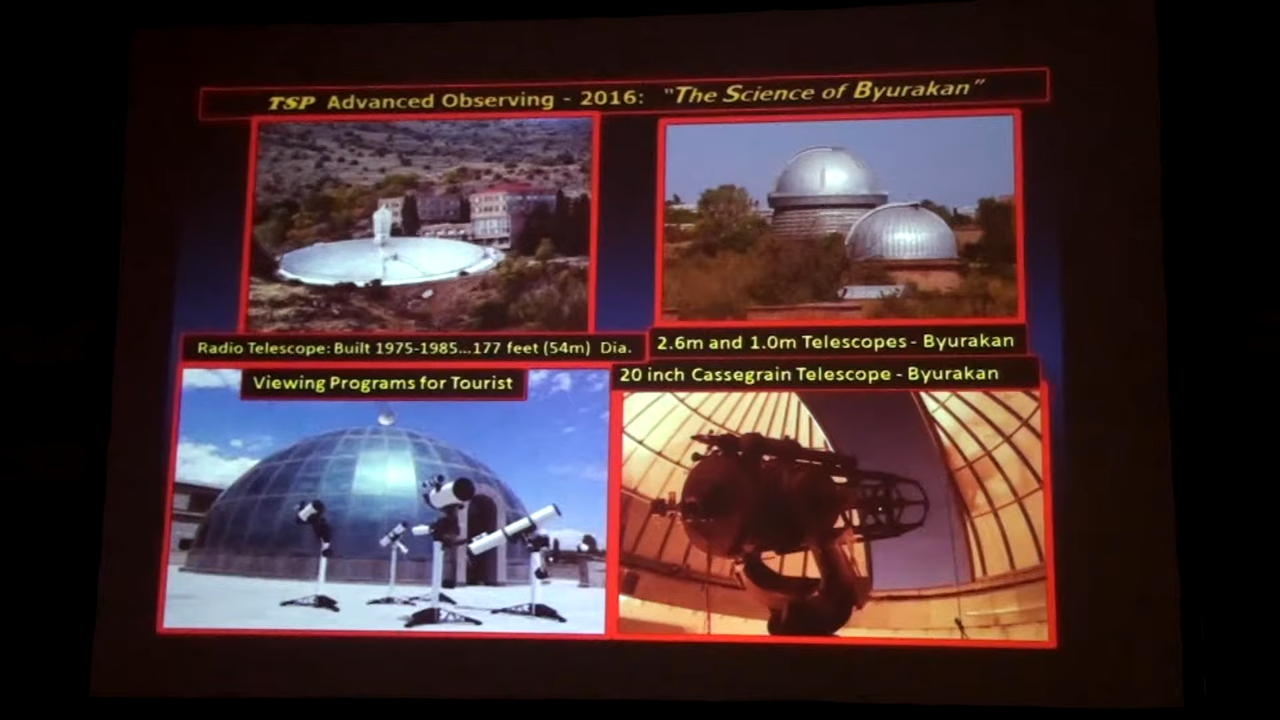 TSP Advanced Observing - 2016: "The Science of Byurakan"
Radio Telescope: Built 1975-1985...177 feet (54m) Dia.
2.6m and 1.0m Telescopes - Byurakan
Viewing Programs for Tourist
20 inch Cassegrain Telescope - Byurakan